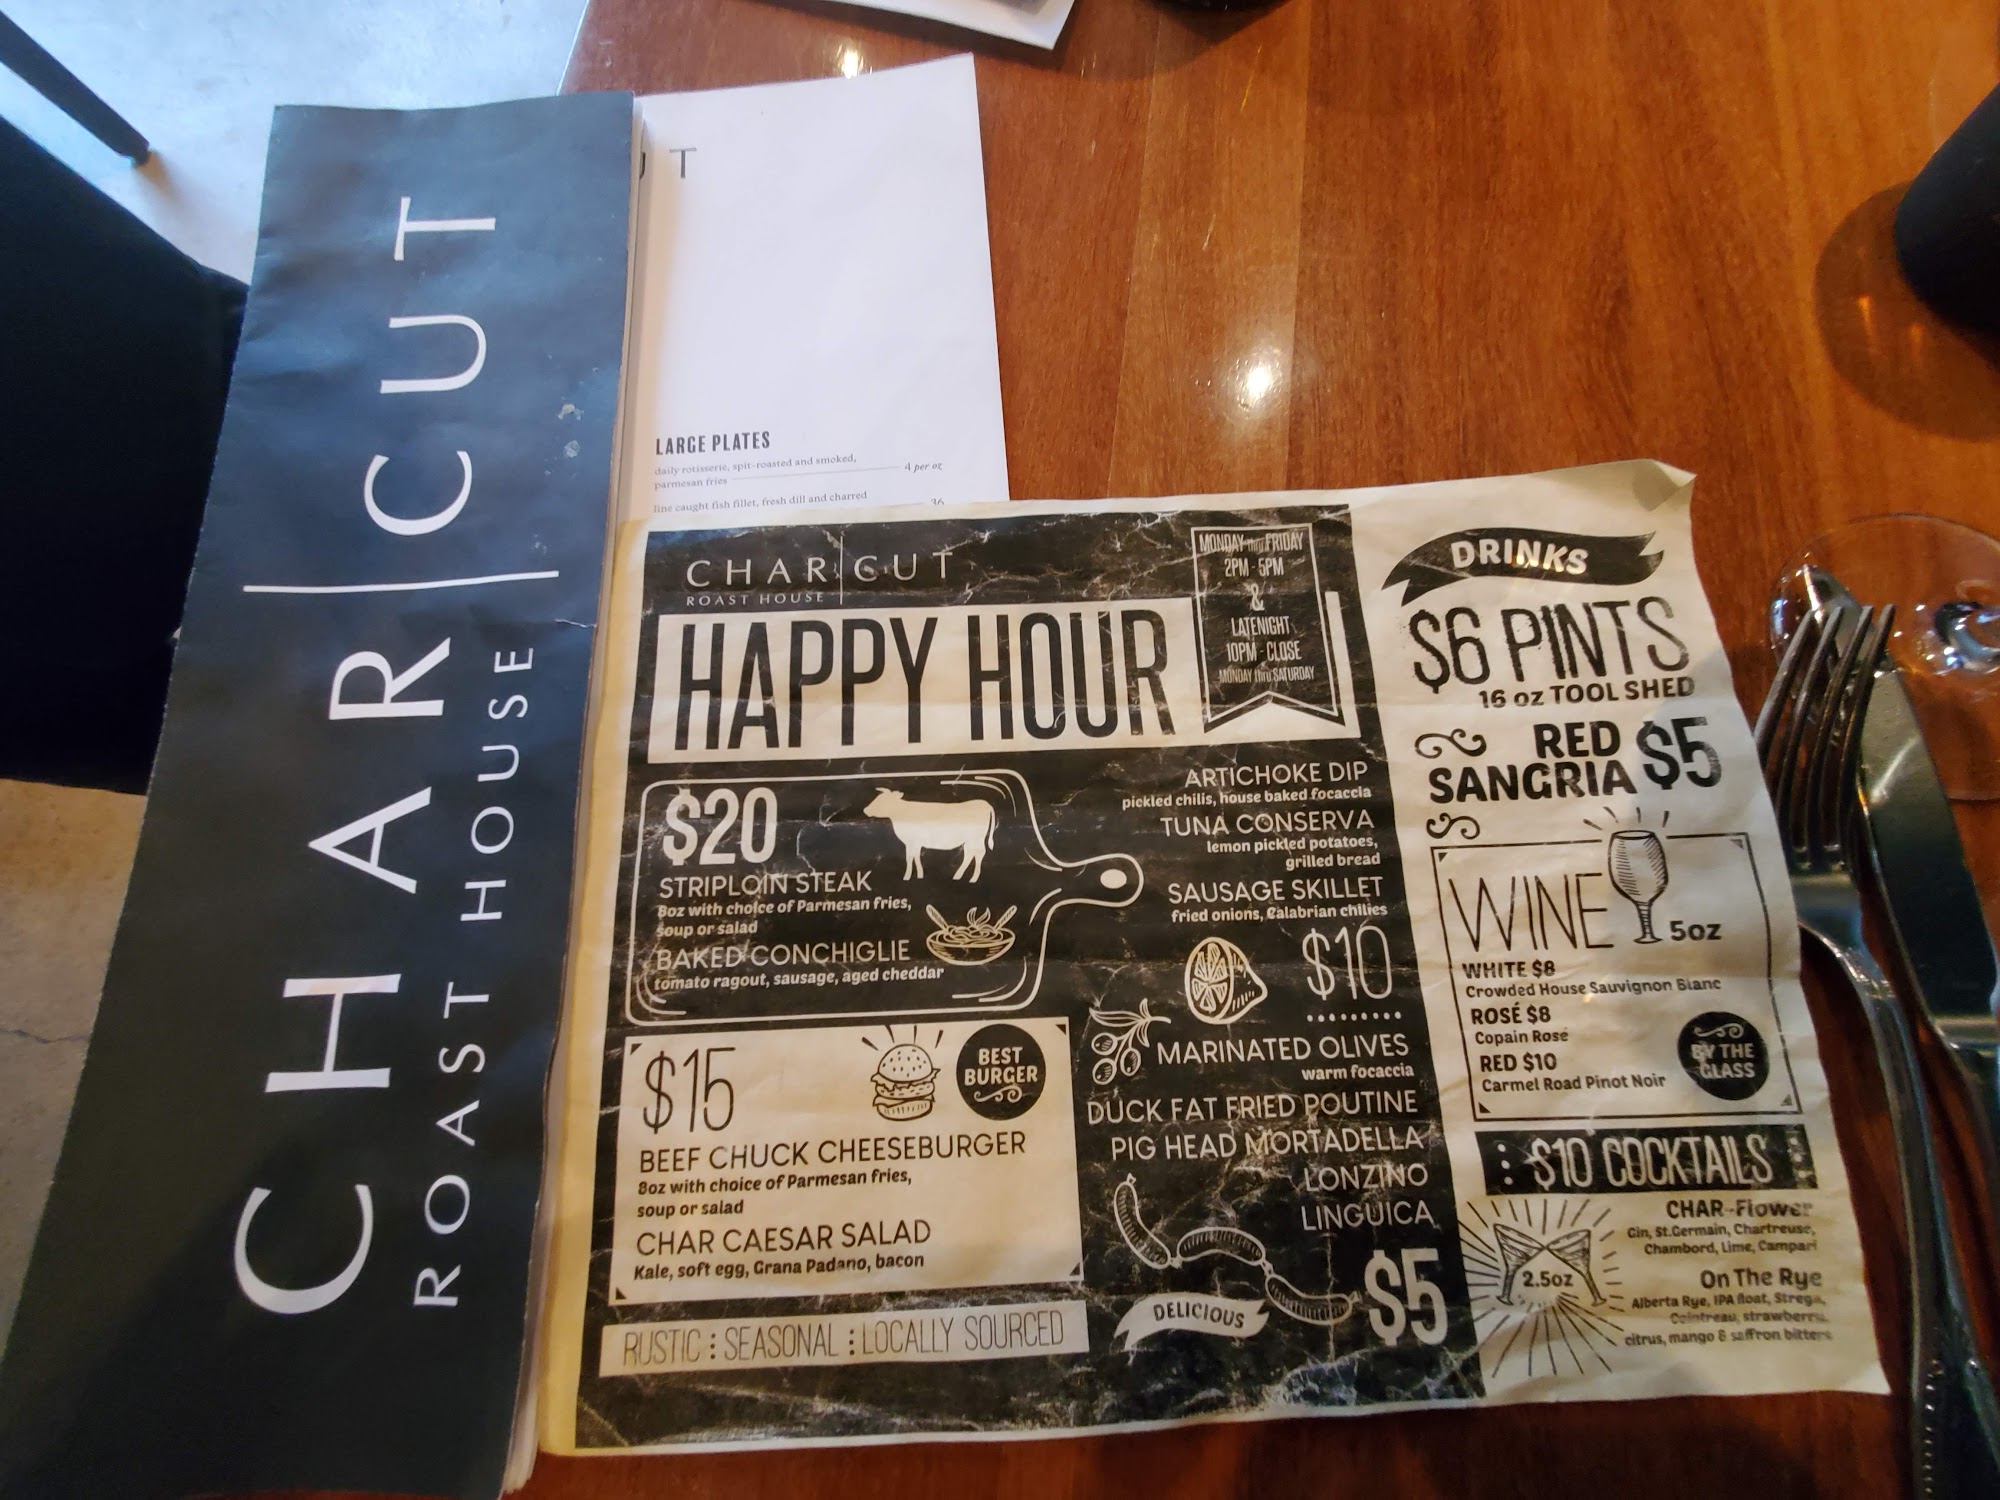 CHAR CUT
ROAST HOUSE
UT
LARGE PLATES
daily rotisserie, spit-roasted and smoked,
parmesan fries 4 per oz
line caught fish fillet, fresh dill and charred 36
CHAR CUT
ROAST HOUSE
HAPPY HOUR
MONDAY thru FRIDAY
2PM - 5PM
&
LATENIGHT
10PM - CLOSE
MONDAY thru SATURDAY
$20
STRIPLOIN STEAK
8oz with choice of Parmesan fries,
soup or salad
BAKED CONCHIGLIE
tomato ragout, sausage, aged cheddar
$15
BEST
BURGER
BEEF CHUCK CHEESEBURGER
8oz with choice of Parmesan fries,
soup or salad
CHAR CAESAR SALAD
Kale, soft egg, Grana Padano, bacon
RUSTIC : SEASONAL : LOCALLY SOURCED
ARTICHOKE DIP
pickled chilis, house baked focaccia
TUNA CONSERVA
lemon pickled potatoes,
grilled bread
SAUSAGE SKILLET
fried onions, Calabrian chilies
$10
MARINATED OLIVES
warm focaccia
DUCK FAT FRIED POUTINE
PIG HEAD MORTADELLA
LONZINO
LINGUICA
DELICIOUS
$5
DRINKS
$6 PINTS
16 oz TOOL SHED
RED
SANGRIA $5
WINE 5oz
WHITE $8
Crowded House Sauvignon Blanc
ROSÉ $8
Copain Rosé
RED $10
Carmel Road Pinot Noir
BY THE
GLASS
$10 COCKTAILS
CHAR-Flower
Gin, St.Germain, Chartreuse,
Chambord, Lime, Campari
2.5oz
On The Rye
Alberta Rye, IPA float, Strega,
Cointreau, strawberry,
citrus, mango & saffron bitters